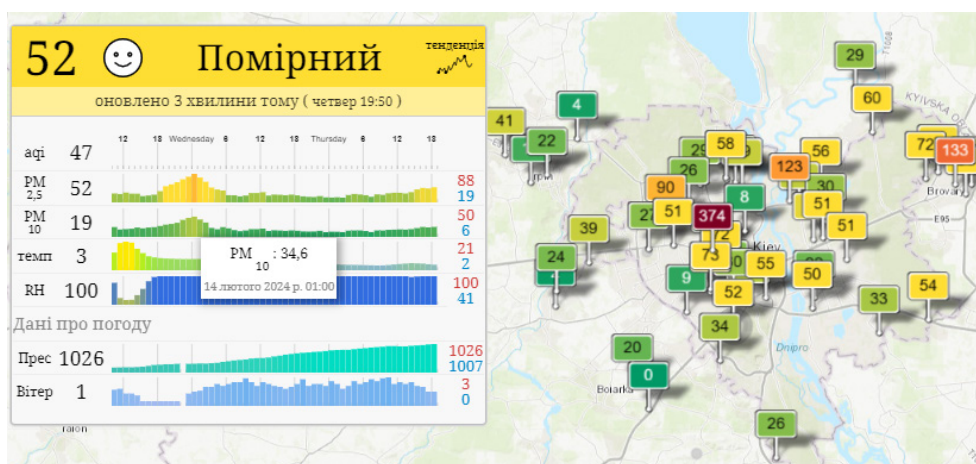 52 Помірний тенденція
оновлено 3 хвилини тому ( четвер 19:50 )
12 18 Wednesday 6 12 18 Thursday 6 12 18
aqi 47
PM 2,5 52 88 19
PM 10 19 50 6
темп 3 21 2
RH 100 100 41
PM 10 : 34,6
14 лютого 2024 р. 01:00
Дані про погоду
Прес 1026 1026 1007
Вітер 1 3 0
raion
29
60
71008
KYIVSKA
4
41
22
29
58
56
72
133
123
26
30
Brovary
90
8
27
51
374
51
51
E95
39
72
Kiev
24
73
55
50
9
52
54
33
34
Dnipro
20
0
Boiarka
26